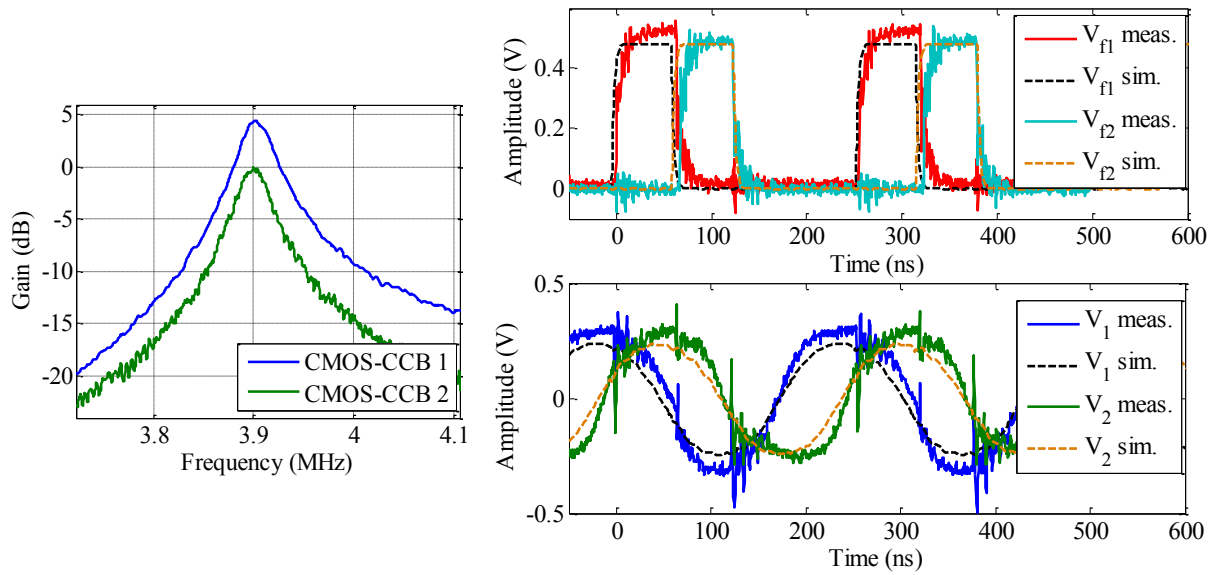 5
0
-5
-10
-15
-20
3.8
3.9
4
4.1
Gain (dB)
Frequency (MHz)
CMOS-CCB 1
CMOS-CCB 2
0.4
0.2
0
0
100
200
300
400
500
600
Amplitude (V)
Time (ns)
Vf1 meas.
Vf1 sim.
Vf2 meas.
Vf2 sim.
0.5
0
-0.5
0
100
200
300
400
500
600
Amplitude (V)
Time (ns)
V1 meas.
V1 sim.
V2 meas.
V2 sim.